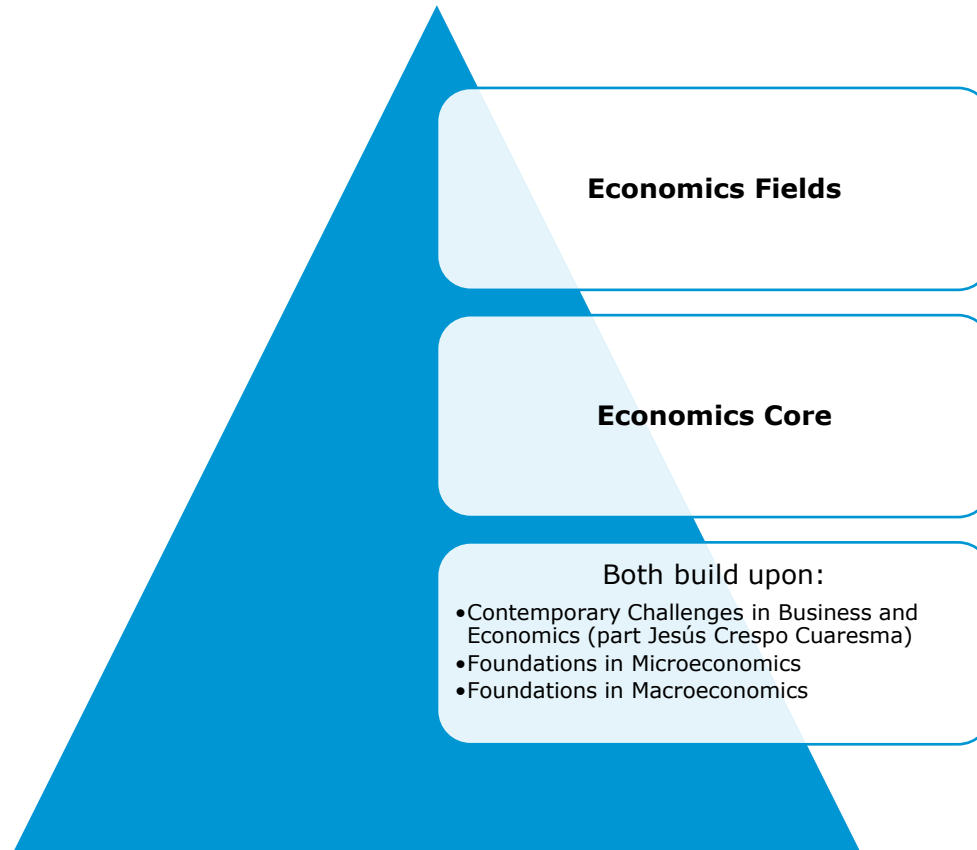 Economics Fields
Economics Core
Both build upon:
•Contemporary Challenges in Business and
Economics (part Jesús Crespo Cuaresma)
•Foundations in Microeconomics
•Foundations in Macroeconomics